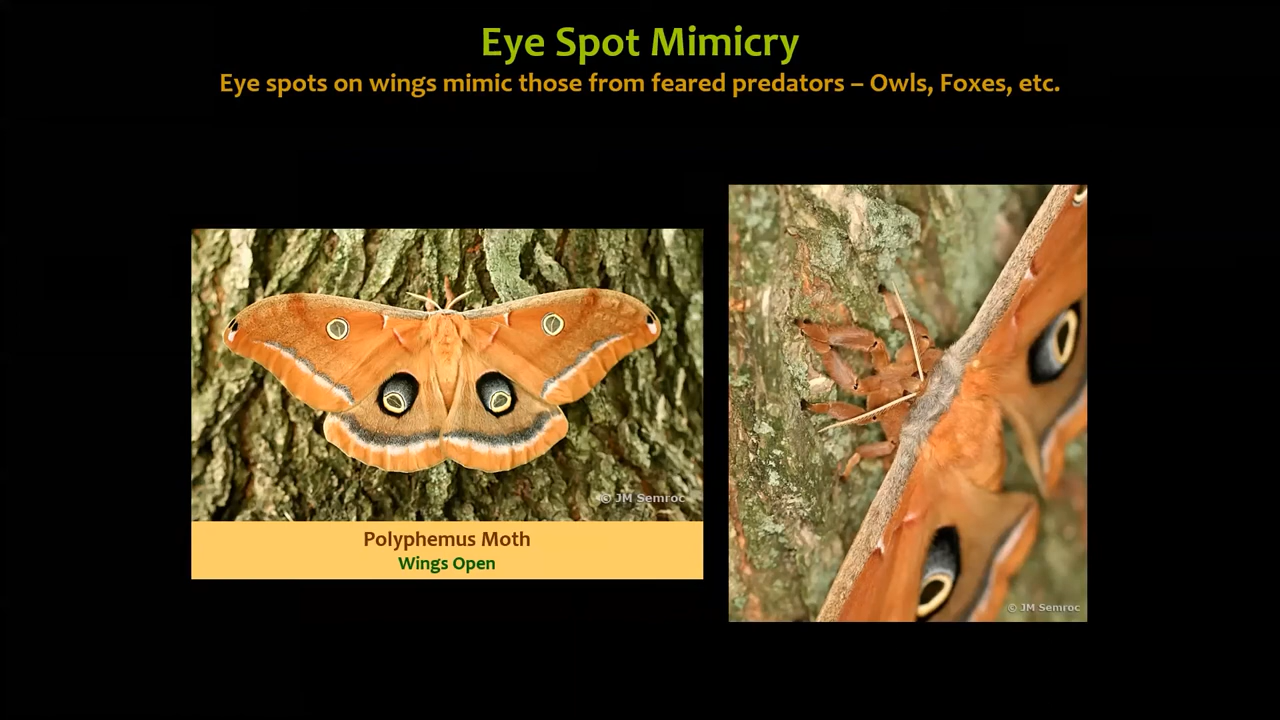 Eye Spot Mimicry
Eye spots on wings mimic those from feared predators – Owls, Foxes, etc.
© JM Semroc
Polyphemus Moth
Wings Open
© JM Semroc